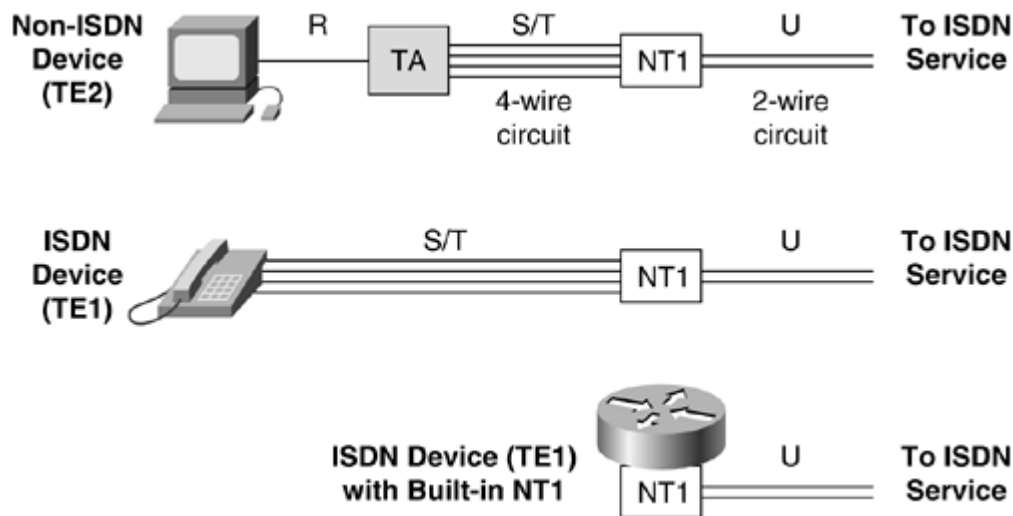 Non-ISDN
Device
(TE2)
R
TA
S/T
4-wire
circuit
NT1
U
2-wire
circuit
To ISDN
Service
ISDN
Device
(TE1)
S/T
NT1
U
To ISDN
Service
ISDN Device (TE1)
with Built-in NT1
NT1
U
To ISDN
Service